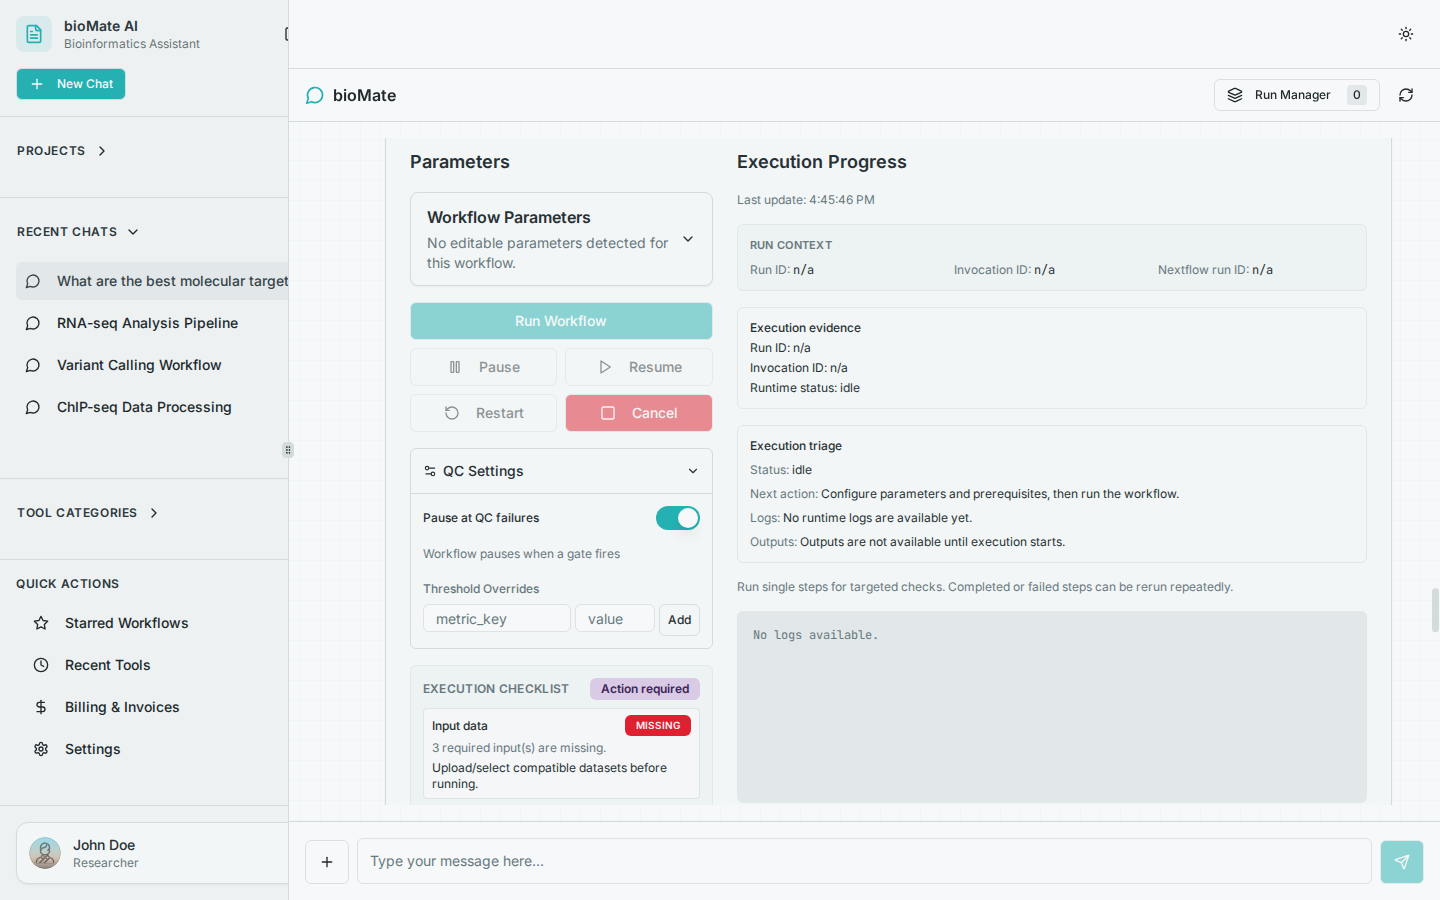 bioMate AI
Bioinformatics Assistant
New Chat
PROJECTS
RECENT CHATS
What are the best molecular target
RNA-seq Analysis Pipeline
Variant Calling Workflow
ChIP-seq Data Processing
TOOL CATEGORIES
QUICK ACTIONS
Starred Workflows
Recent Tools
Billing & Invoices
Settings
John Doe
Researcher
bioMate
Run Manager 0
Parameters
Workflow Parameters
No editable parameters detected for
this workflow.
Run Workflow
Pause
Resume
Restart
Cancel
QC Settings
Pause at QC failures
Workflow pauses when a gate fires
Threshold Overrides
metric_key
value
Add
EXECUTION CHECKLIST
Action required
Input data
MISSING
3 required input(s) are missing.
Upload/select compatible datasets before
running.
Execution Progress
Last update: 4:45:46 PM
RUN CONTEXT
Run ID: n/a
Invocation ID: n/a
Nextflow run ID: n/a
Execution evidence
Run ID: n/a
Invocation ID: n/a
Runtime status: idle
Execution triage
Status: idle
Next action: Configure parameters and prerequisites, then run the workflow.
Logs: No runtime logs are available yet.
Outputs: Outputs are not available until execution starts.
Run single steps for targeted checks. Completed or failed steps can be rerun repeatedly.
No logs available.
Type your message here...